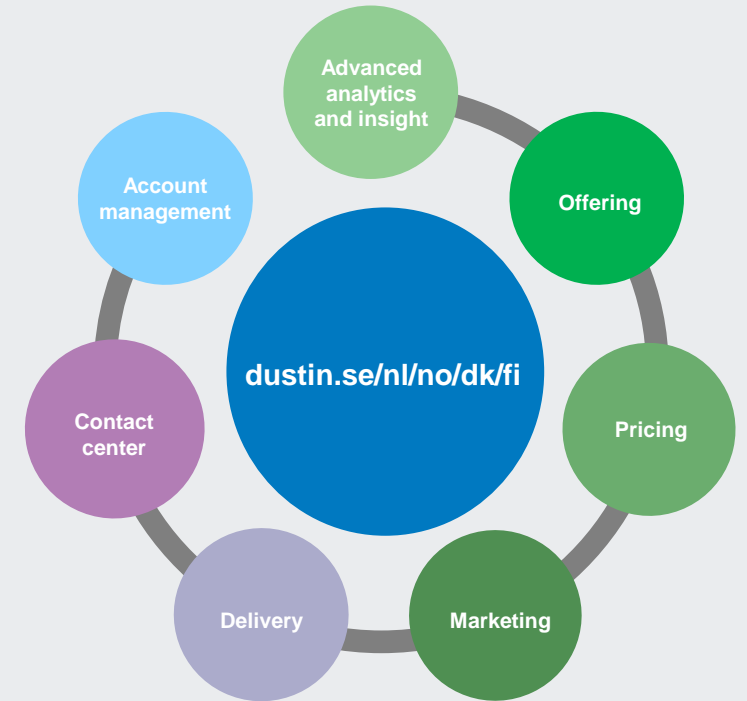 Advanced
analytics
and insight
Offering
Pricing
Marketing
Delivery
Contact
center
Account
management
dustin.se/nl/no/dk/fi